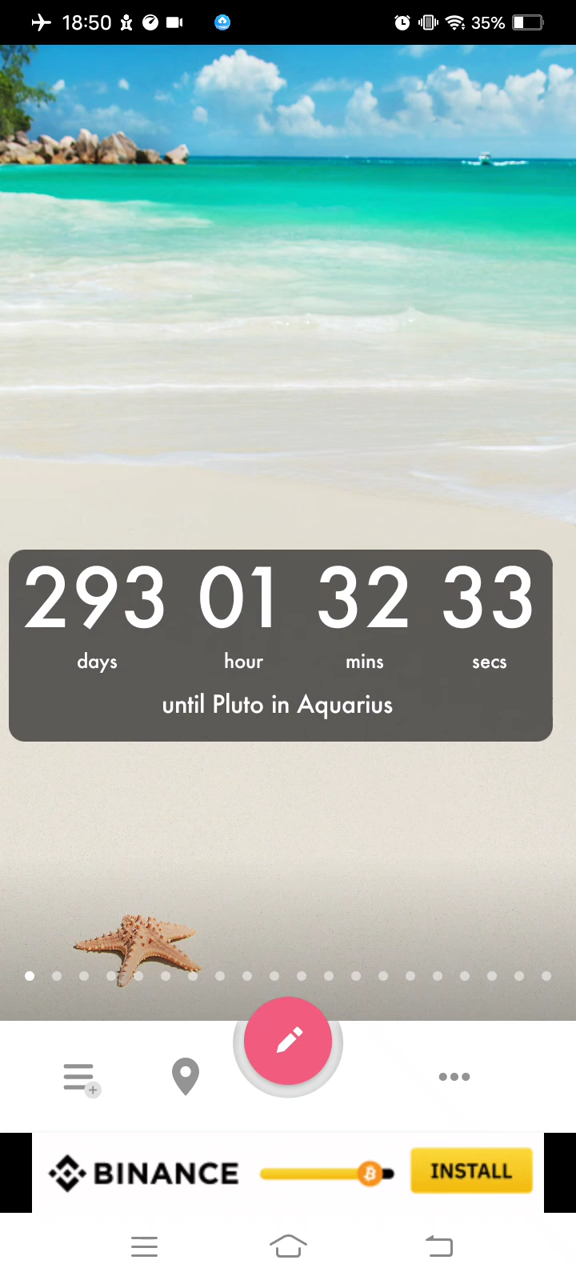 18:50
35%
293 01 32 33
days hour mins secs
until Pluto in Aquarius
BINANCE
INSTALL